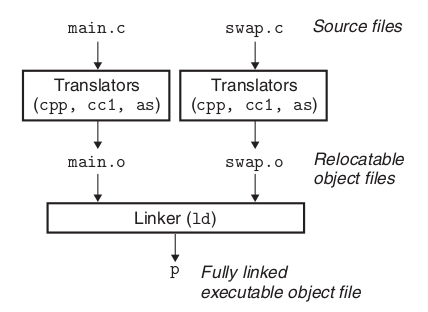 main.c swap.c Source files
Translators Translators
(cpp, cc1, as) (cpp, cc1, as)
main.o swap.o Relocatable
object files
Linker (ld)
p Fully linked
executable object file